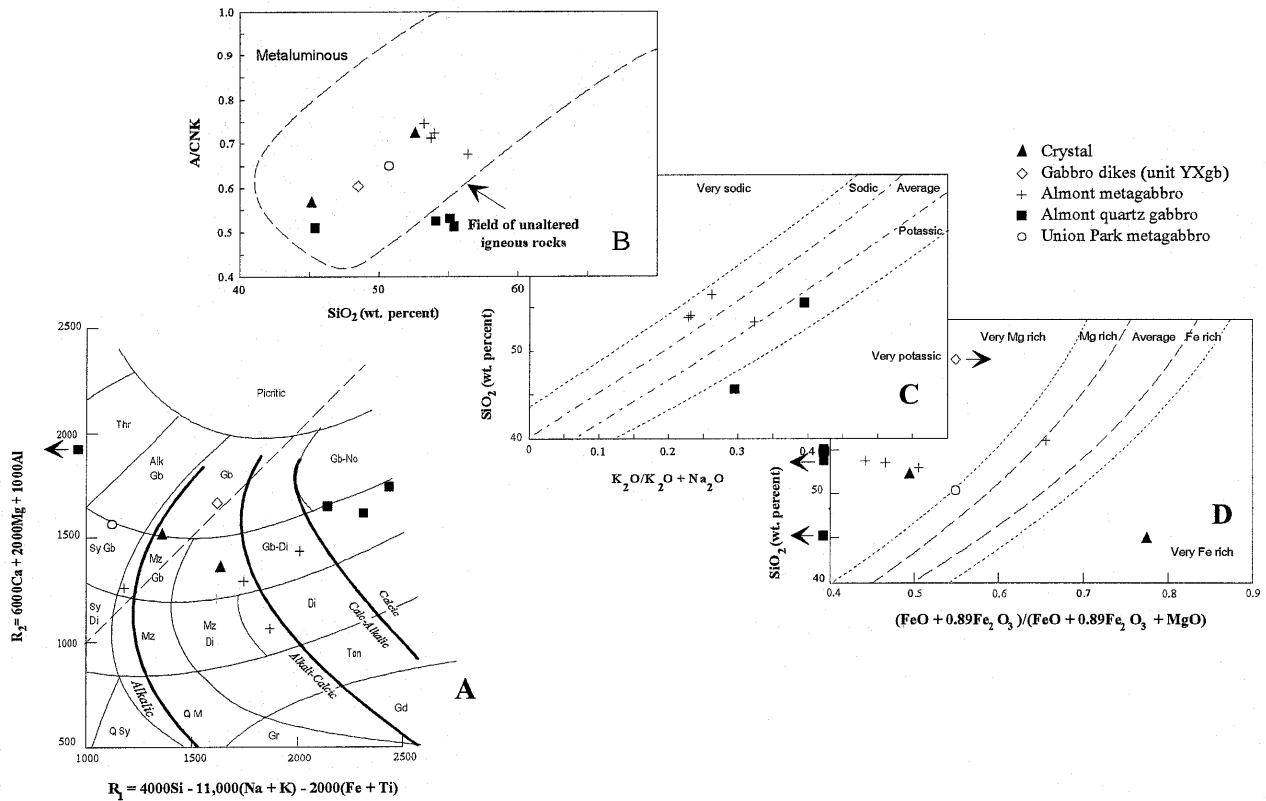 1.0
0.9
0.8
0.7
0.6
0.5
0.4
A/CNK
Metaluminous
Field of unaltered
igneous rocks
B
40
50
60
SiO2 (wt. percent)
Crystal
Gabbro dikes (unit YXgb)
Almont metagabbro
Almont quartz gabbro
Union Park metagabbro
Very sodic
Sodic
Average
Potassic
Very potassic
C
60
50
40
SiO2 (wt. percent)
0
0.1
0.2
0.3
0.4
K2O/K2O + Na2O
Very Mg rich
Mg rich
Average
Fe rich
Very Fe rich
D
50
40
SiO2 (wt. percent)
0.4
0.5
0.6
0.7
0.8
0.9
(FeO + 0.89Fe2O3)/(FeO + 0.89Fe2O3 + MgO)
2500
2000
1500
1000
500
R2= 6000Ca + 2000Mg + 1000Al
Picritic
Thr
Alk
Gb
Gb
Gb-No
Sy Gb
Mz
Gb
Gb-Di
Sy
Di
Mz
Mz
Di
Di
Ton
Calcic
Calc-Alkalic
Alkali-Calcic
Alkalic
Q M
Q Sy
Gr
Gd
A
1000
1500
2000
2500
R1 = 4000Si - 11,000(Na + K) - 2000(Fe + Ti)